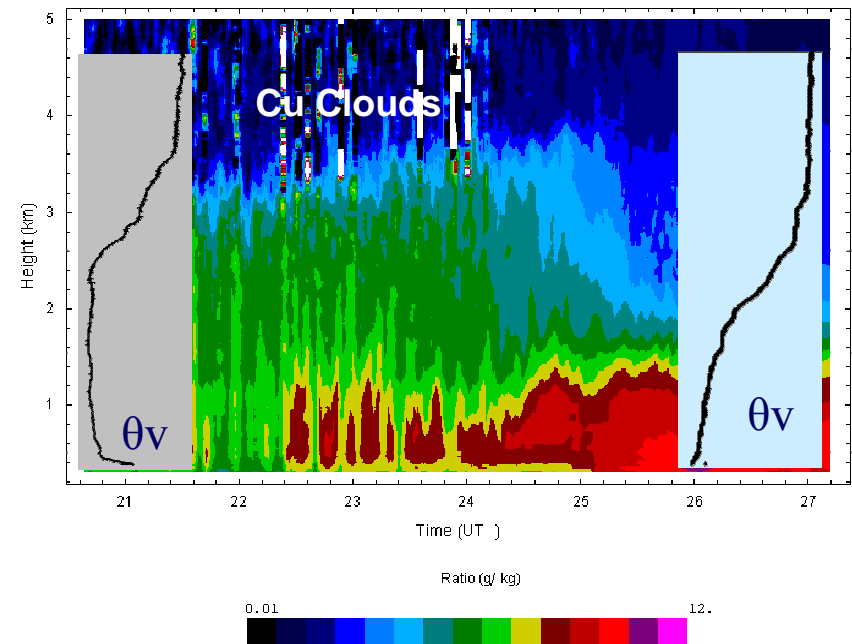 5
4
3
2
1
Height (km)
Cu Clouds
θv
θv
21 22 23 24 25 26 27
Time (UT )
Ratio (g/ kg)
0.01 12.